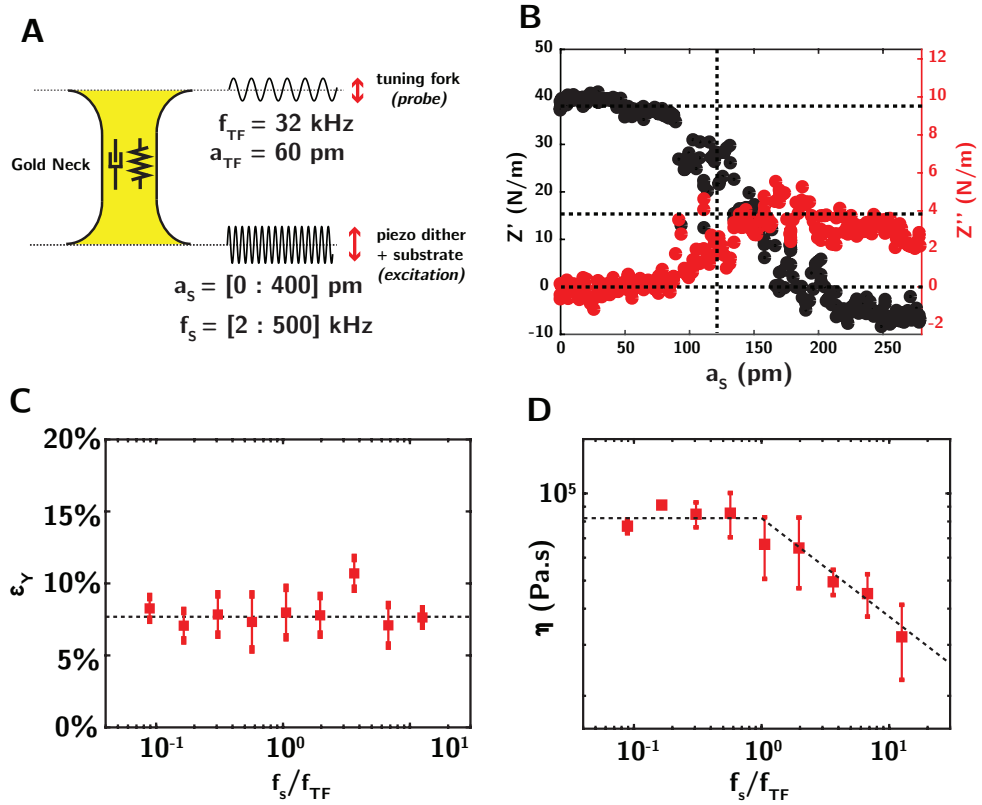 A
tuning fork
(probe)
f_TF = 32 kHz
a_TF = 60 pm
Gold Neck
piezo dither
+ substrate
(excitation)
a_S = [0 : 400] pm
f_S = [2 : 500] kHz
B
50
40
30
20
10
0
-10
Z' (N/m)
12
10
8
6
4
2
0
-2
Z'' (N/m)
0 50 100 150 200 250
a_S (pm)
C
20%
15%
10%
5%
0%
ε_Y
10^-1 10^0 10^1
f_s/f_TF
D
10^5
η (Pa.s)
10^-1 10^0 10^1
f_s/f_TF